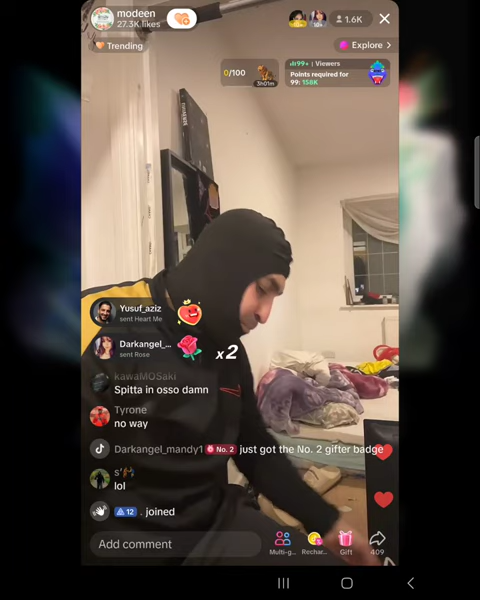 modeen
27.3K likes
1.6K
Trending
Explore >
0/100
3h01m
99+ | Viewers
Points required for
99: 158K
Yusuf_aziz
sent Heart Me
Darkangel_...
sent Rose
x2
kawaMOSaki
Spitta in osso damn
Tyrone
no way
Darkangel_mandy1 No. 2 just got the No. 2 gifter badge
s'
lol
12 . joined
Add comment
Multi-g...
Rechar...
Gift
409